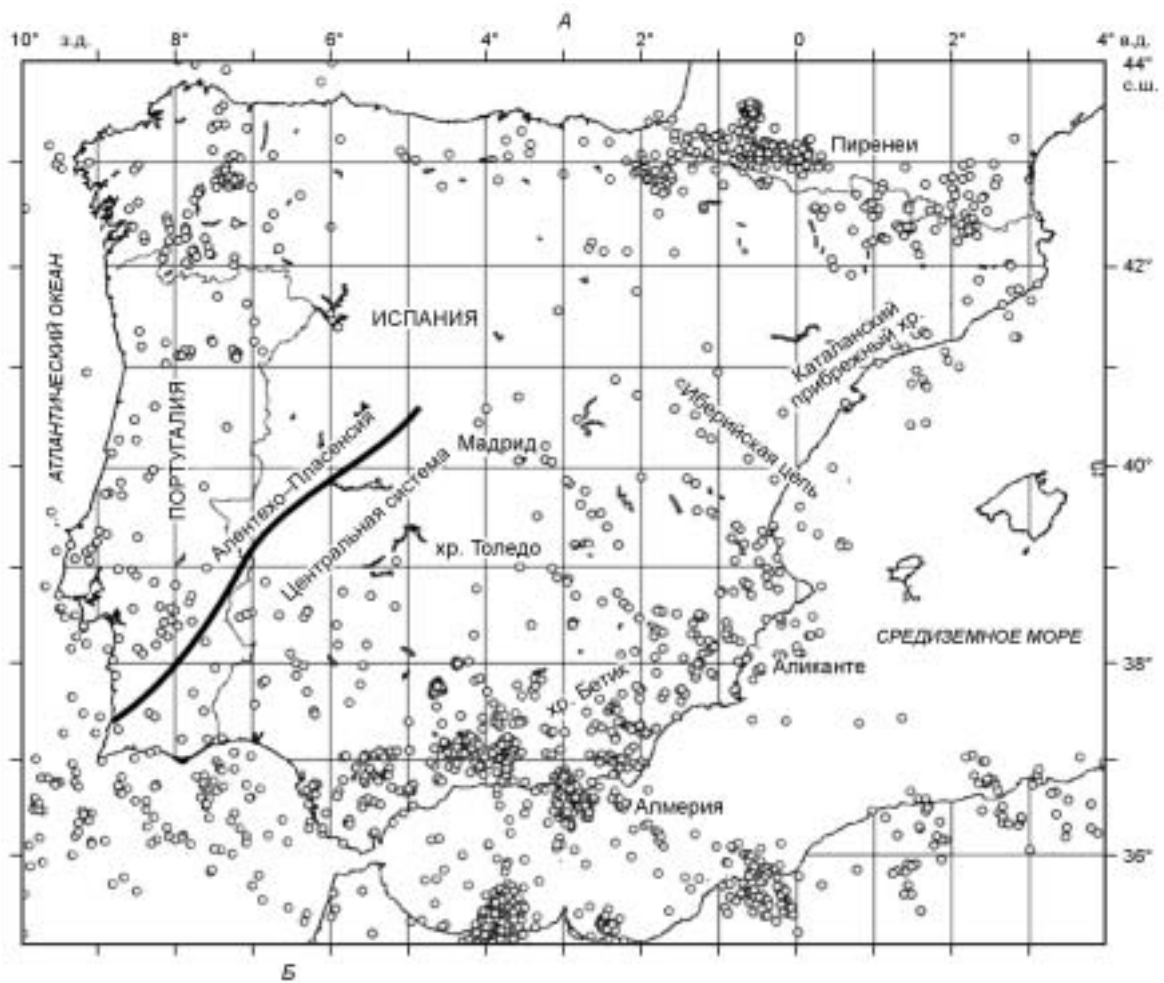 А
10° з.д. 8° 6° 4° 2° 0 2° 4° в.д.
44°
с.ш.
Пиренеи
42°
ИСПАНИЯ
АТЛАНТИЧЕСКИЙ ОКЕАН
ПОРТУГАЛИЯ
Каталанский
прибрежный хр.
Иберийская цепь
Мадрид
40°
Алентехо–Пласенсия
Центральная система
хр. Толедо
СРЕДИЗЕМНОЕ МОРЕ
38°
Аликанте
хр. Бетик
Алмерия
36°
Б